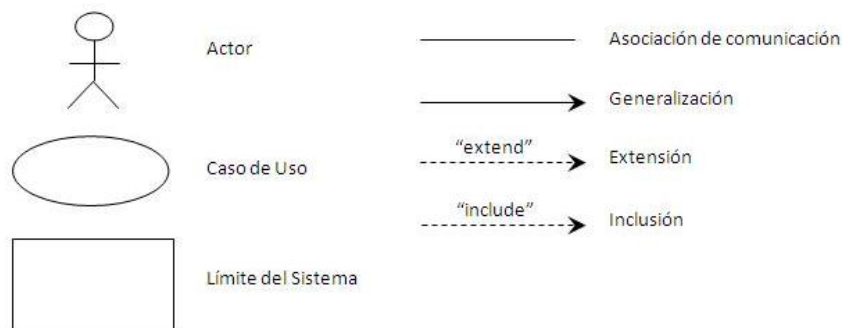 Actor
Caso de Uso
Límite del Sistema
Asociación de comunicación
Generalización
“extend”
Extensión
“include”
Inclusión